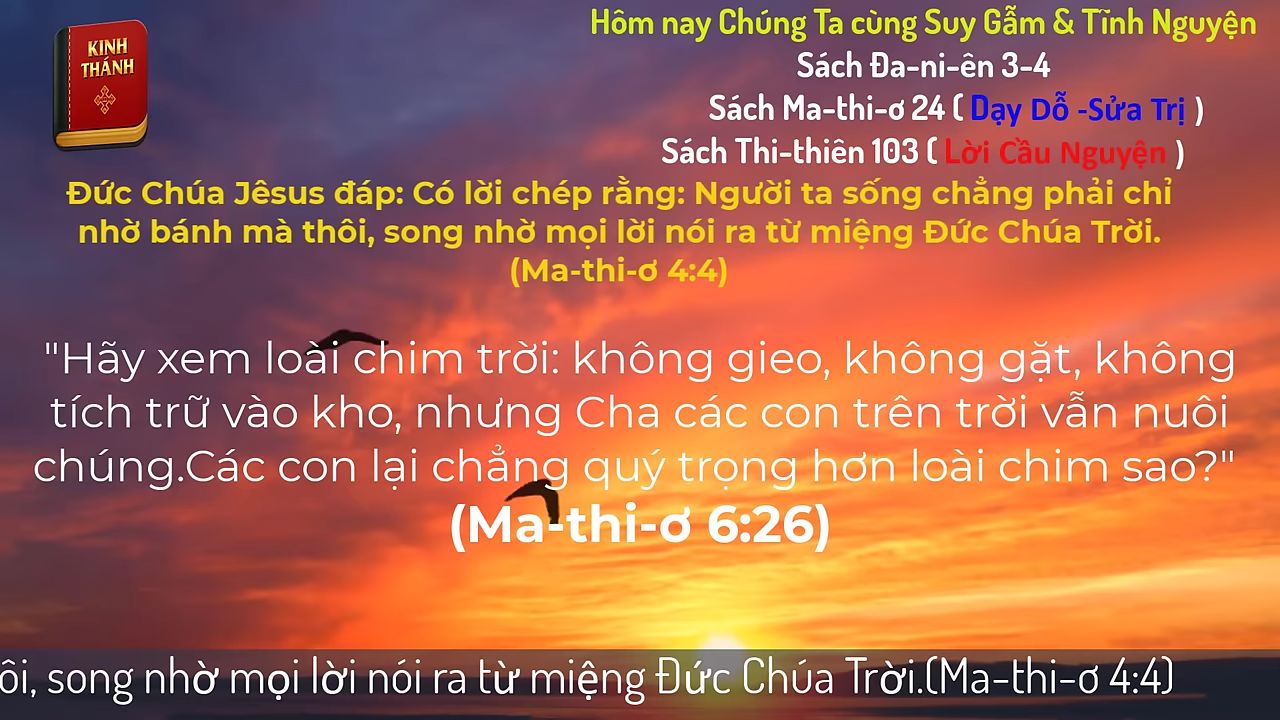 KINH
THÁNH
Hôm nay Chúng Ta cùng Suy Gẫm & Tĩnh Nguyện
Sách Đa-ni-ên 3-4
Sách Ma-thi-ơ 24 ( Dạy Dỗ -Sửa Trị )
Sách Thi-thiên 103 ( Lời Cầu Nguyện )
Đức Chúa Jêsus đáp: Có lời chép rằng: Người ta sống chẳng phải chỉ
nhờ bánh mà thôi, song nhờ mọi lời nói ra từ miệng Đức Chúa Trời.
(Ma-thi-ơ 4:4)
"Hãy xem loài chim trời: không gieo, không gặt, không
tích trữ vào kho, nhưng Cha các con trên trời vẫn nuôi
chúng.Các con lại chẳng quý trọng hơn loài chim sao?"
(Ma-thi-ơ 6:26)
ôi, song nhờ mọi lời nói ra từ miệng Đức Chúa Trời.(Ma-thi-ơ 4:4)